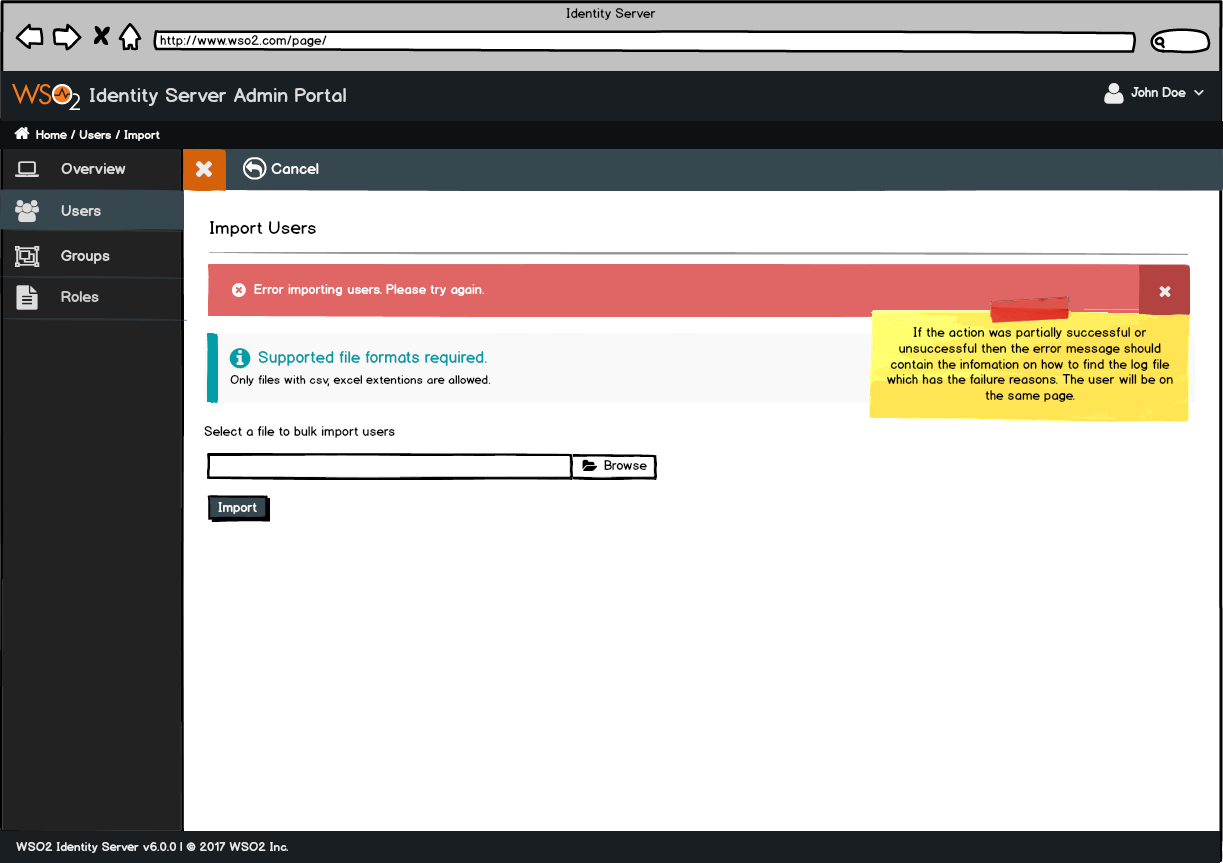 Identity Server
http://www.wso2.com/page/
WSO2 Identity Server Admin Portal
John Doe
Home / Users / Import
Overview
Cancel
Users
Import Users
Groups
Error importing users. Please try again.
Roles
If the action was partially successful or
unsuccessful then the error message should
contain the infomation on how to find the log file
which has the failure reasons. The user will be on
the same page.
Supported file formats required.
Only files with csv, excel extentions are allowed.
Select a file to bulk import users
Browse
Import
WSO2 Identity Server v6.0.0 | © 2017 WSO2 Inc.